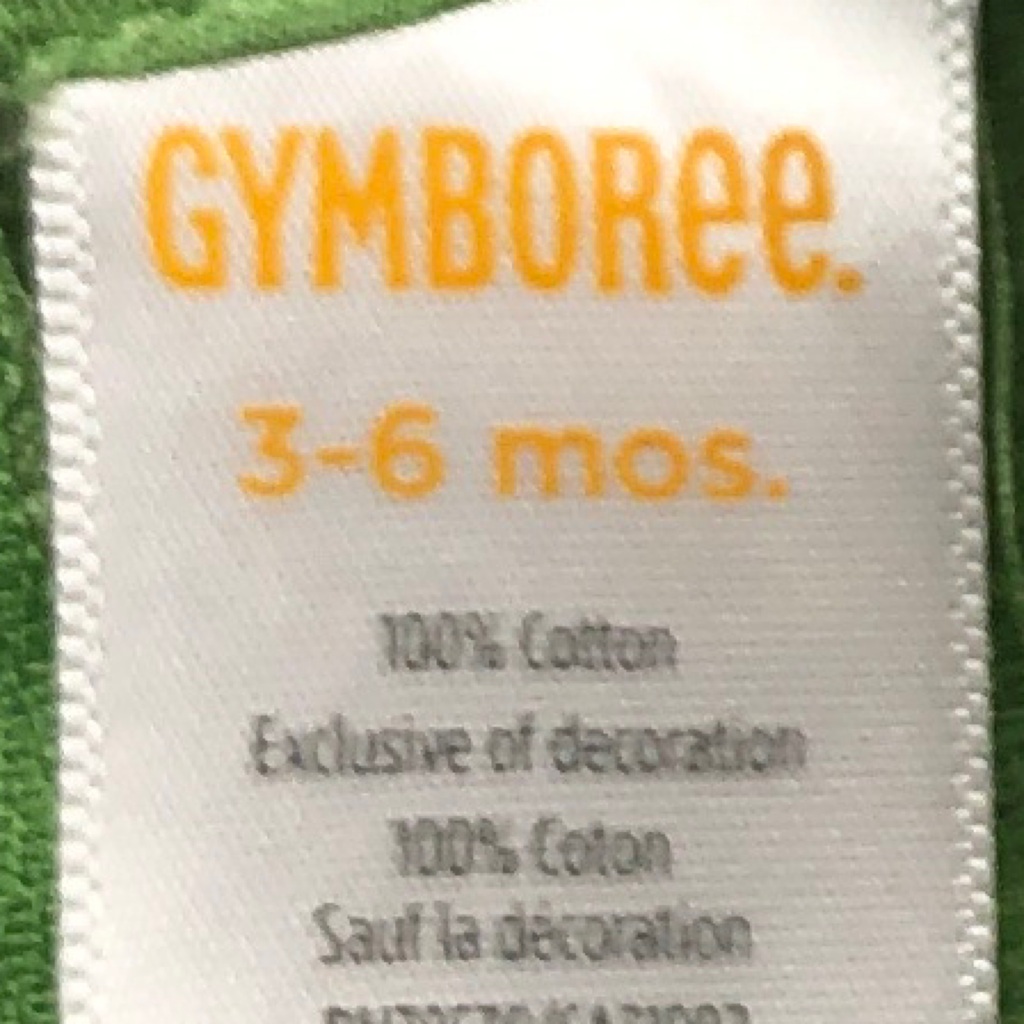 GYMBOREE.
3-6 mos.
100% Cotton
Exclusive of decoration
100% Coton
Sauf la décoration